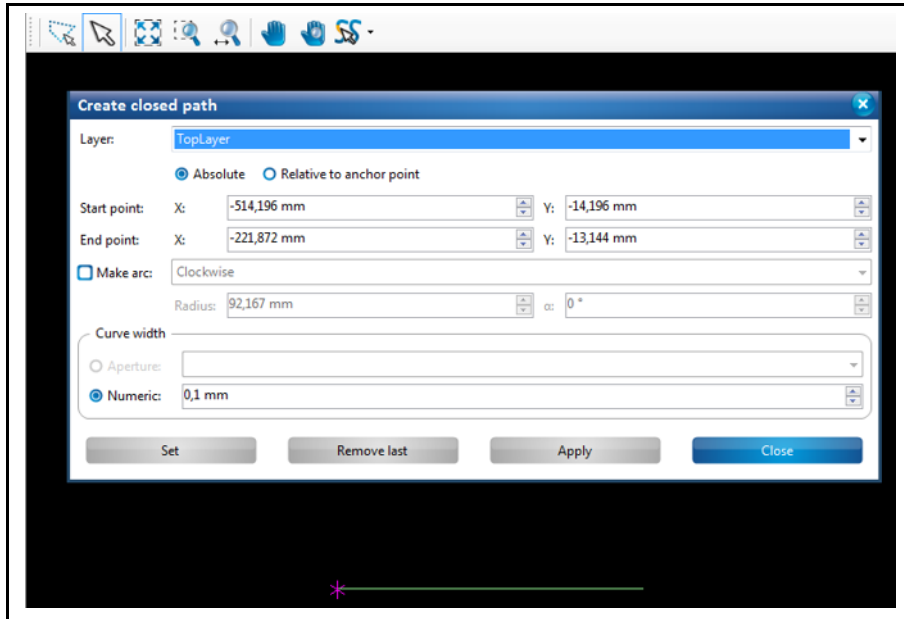 Create closed path
Layer: TopLayer
Absolute Relative to anchor point
Start point: X: -514,196 mm Y: -14,196 mm
End point: X: -221,872 mm Y: -13,144 mm
Make arc: Clockwise
Radius: 92,167 mm α: 0 °
Curve width
Aperture:
Numeric: 0,1 mm
Set Remove last Apply Close